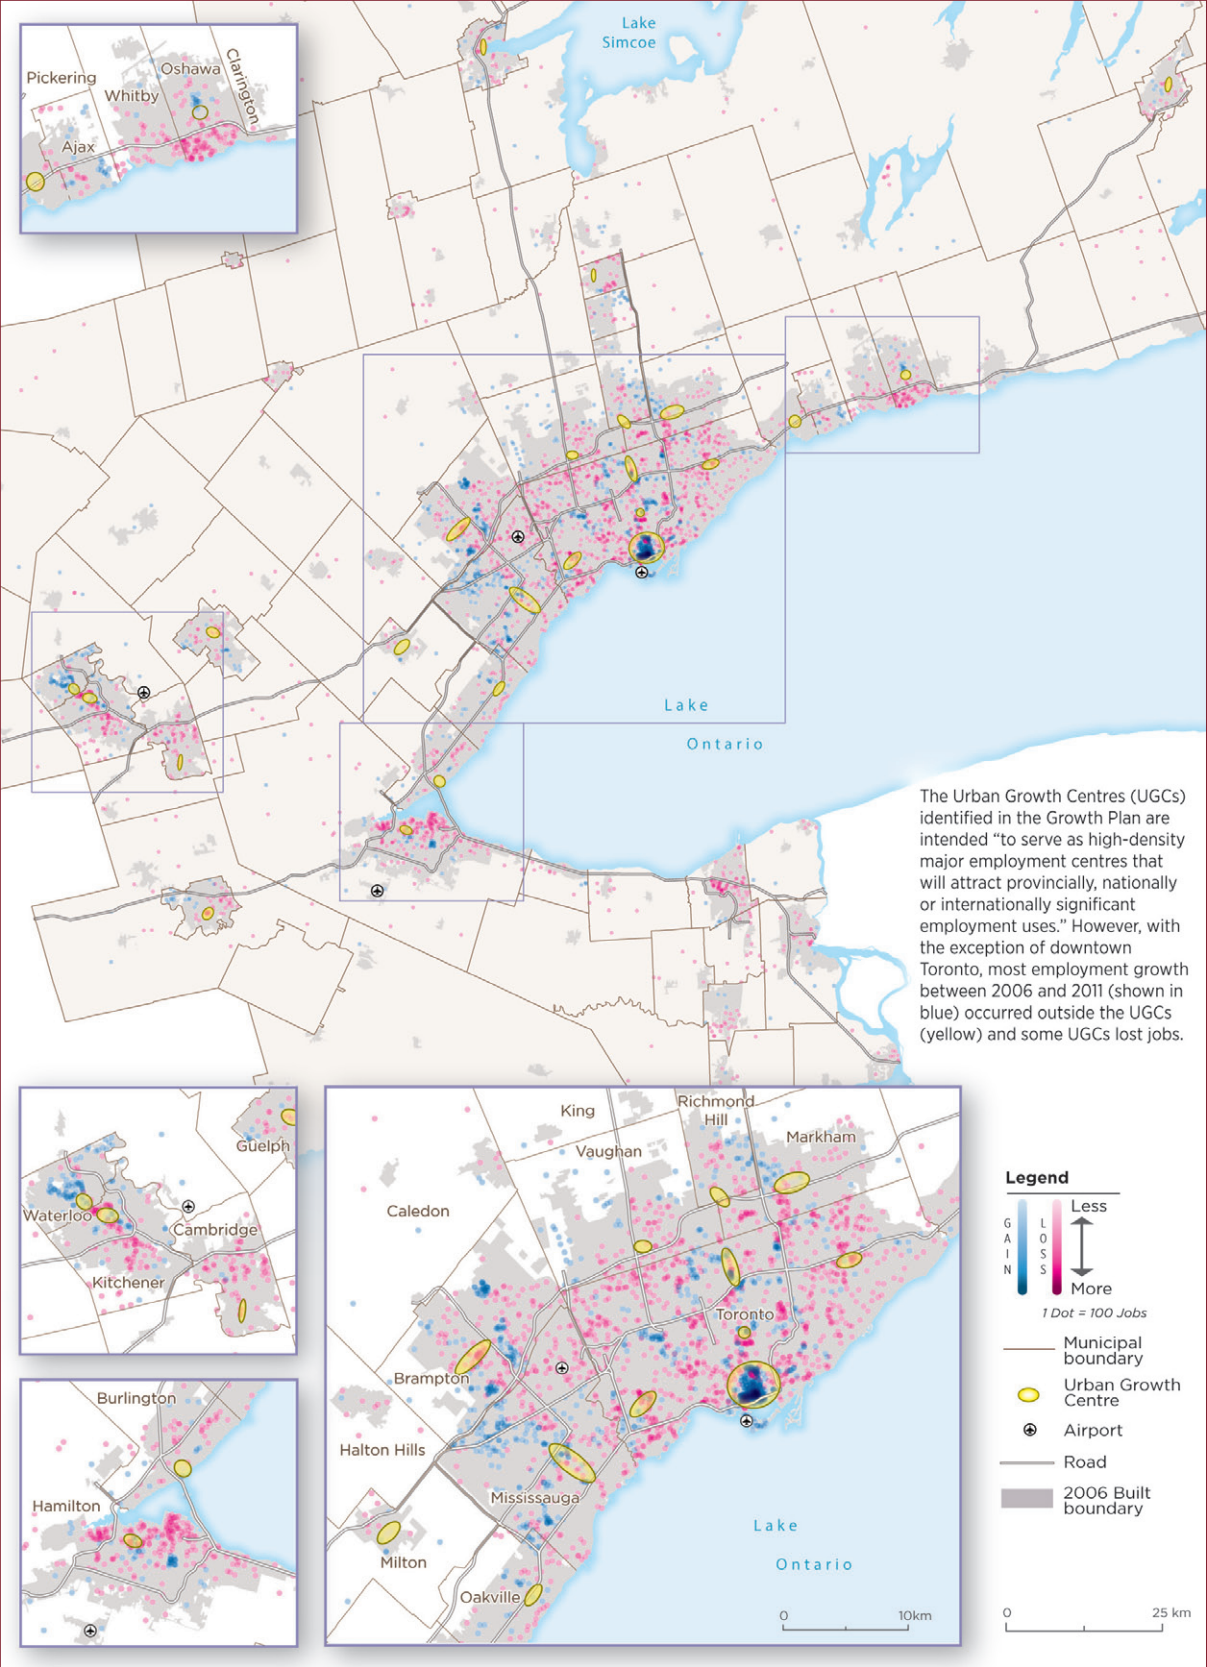 Lake
Simcoe
Pickering
Oshawa
Clarington
Whitby
Ajax
Lake
Ontario
The Urban Growth Centres (UGCs)
identified in the Growth Plan are
intended “to serve as high-density
major employment centres that
will attract provincially, nationally
or internationally significant
employment uses.” However, with
the exception of downtown
Toronto, most employment growth
between 2006 and 2011 (shown in
blue) occurred outside the UGCs
(yellow) and some UGCs lost jobs.
Guelph
Waterloo
Cambridge
Kitchener
Burlington
Hamilton
King
Richmond
Hill
Vaughan
Markham
Caledon
Toronto
Brampton
Halton Hills
Mississauga
Milton
Oakville
Lake
Ontario
0 10km
Legend
GAIN
LOSS
Less
More
1 Dot = 100 Jobs
Municipal
boundary
Urban Growth
Centre
Airport
Road
2006 Built
boundary
0 25 km